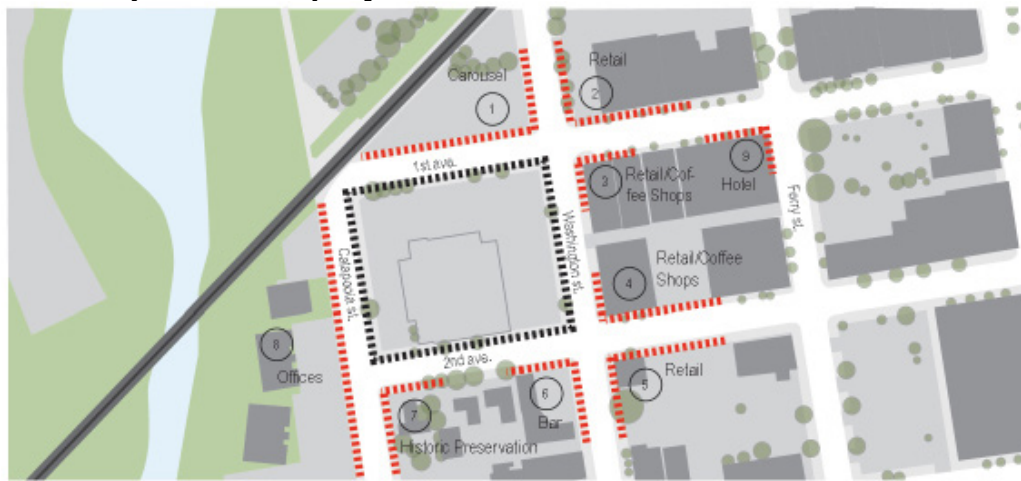 Carousel
1
Retail
2
1st ave.
3
Retail/Cof-
fee Shops
9
Hotel
Washington st.
Ferry st.
Calapooia st.
Retail/Coffee
Shops
4
2nd ave.
8
Offices
5
Retail
6
Bar
7
Historic Preservation